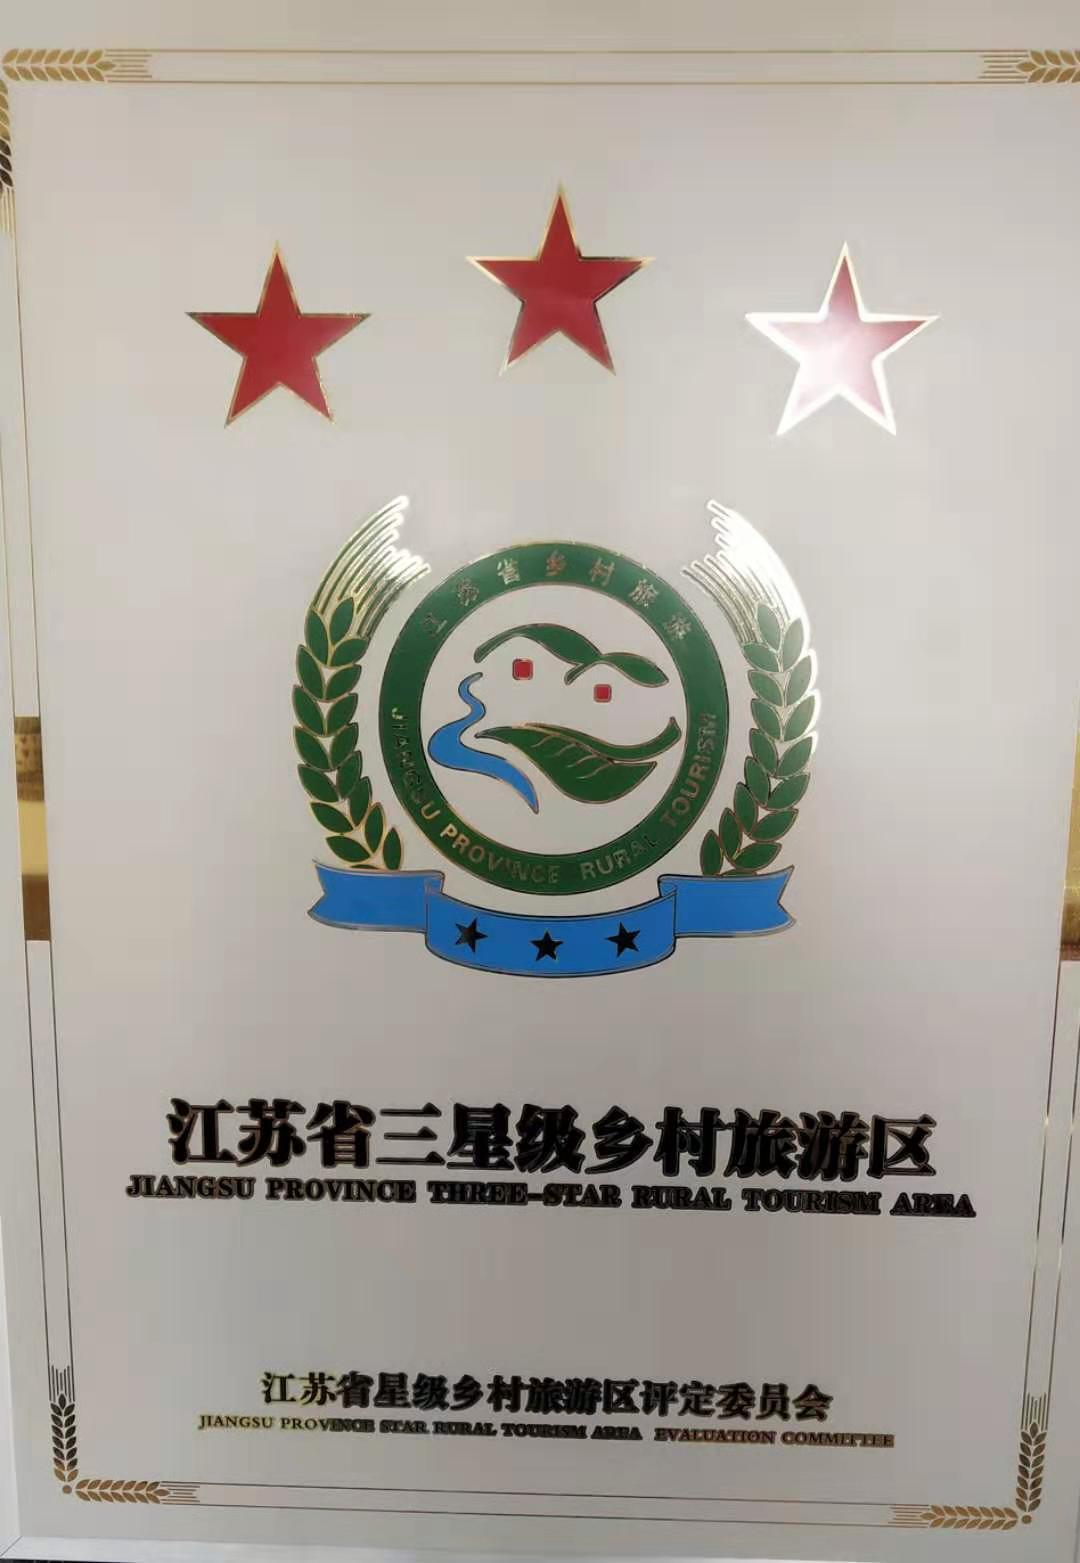 江苏省乡村旅游
JIANGSU PROVINCE RURAL TOURISM
江苏省三星级乡村旅游区
JIANGSU PROVINCE THREE-STAR RURAL TOURISM AREA
江苏省星级乡村旅游区评定委员会
JIANGSU PROVINCE STAR RURAL TOURISM AREA EVALUATION COMMITTEE